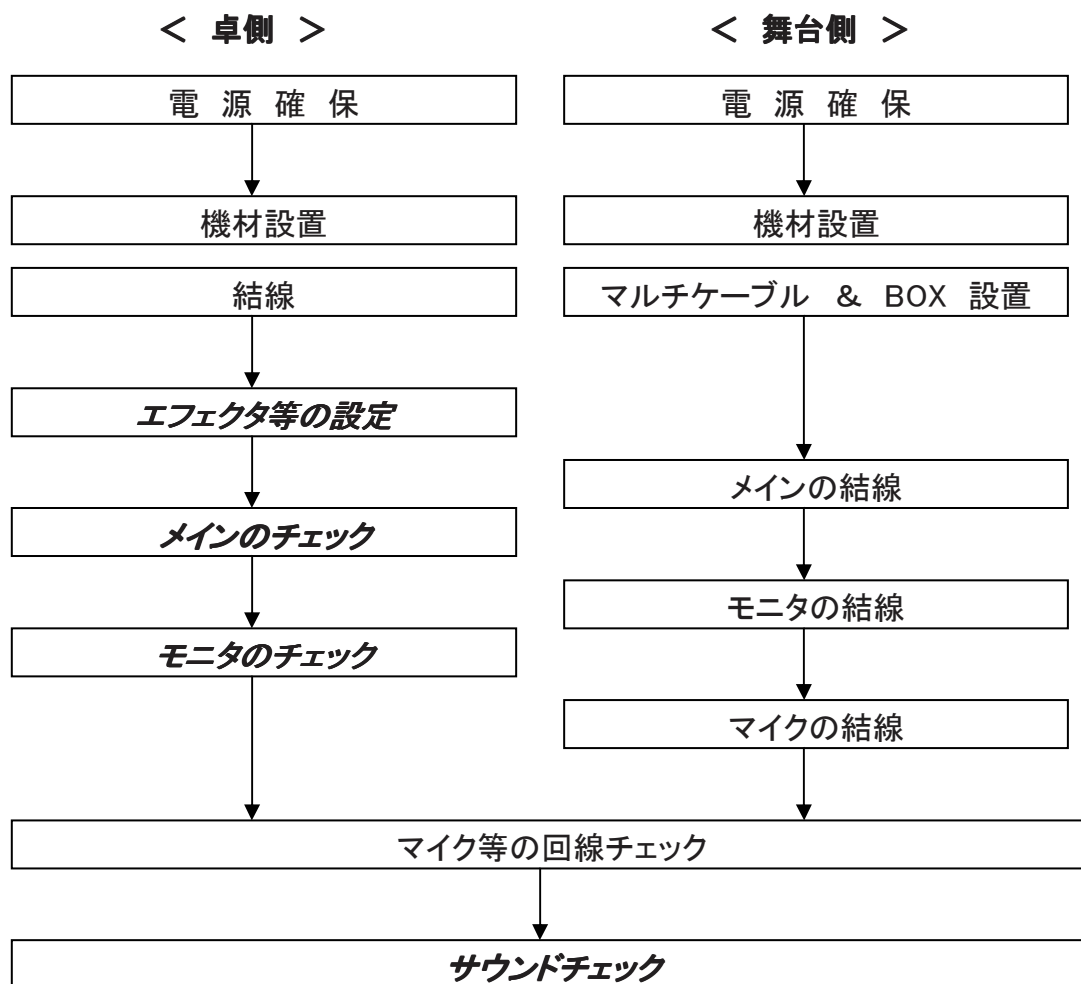 ＜ 卓側 ＞
電 源 確 保
機材設置
結線
エフェクタ等の設定
メインのチェック
モニタのチェック
＜ 舞台側 ＞
電 源 確 保
機材設置
マルチケーブル ＆ BOX 設置
メインの結線
モニタの結線
マイクの結線
マイク等の回線チェック
サウンドチェック